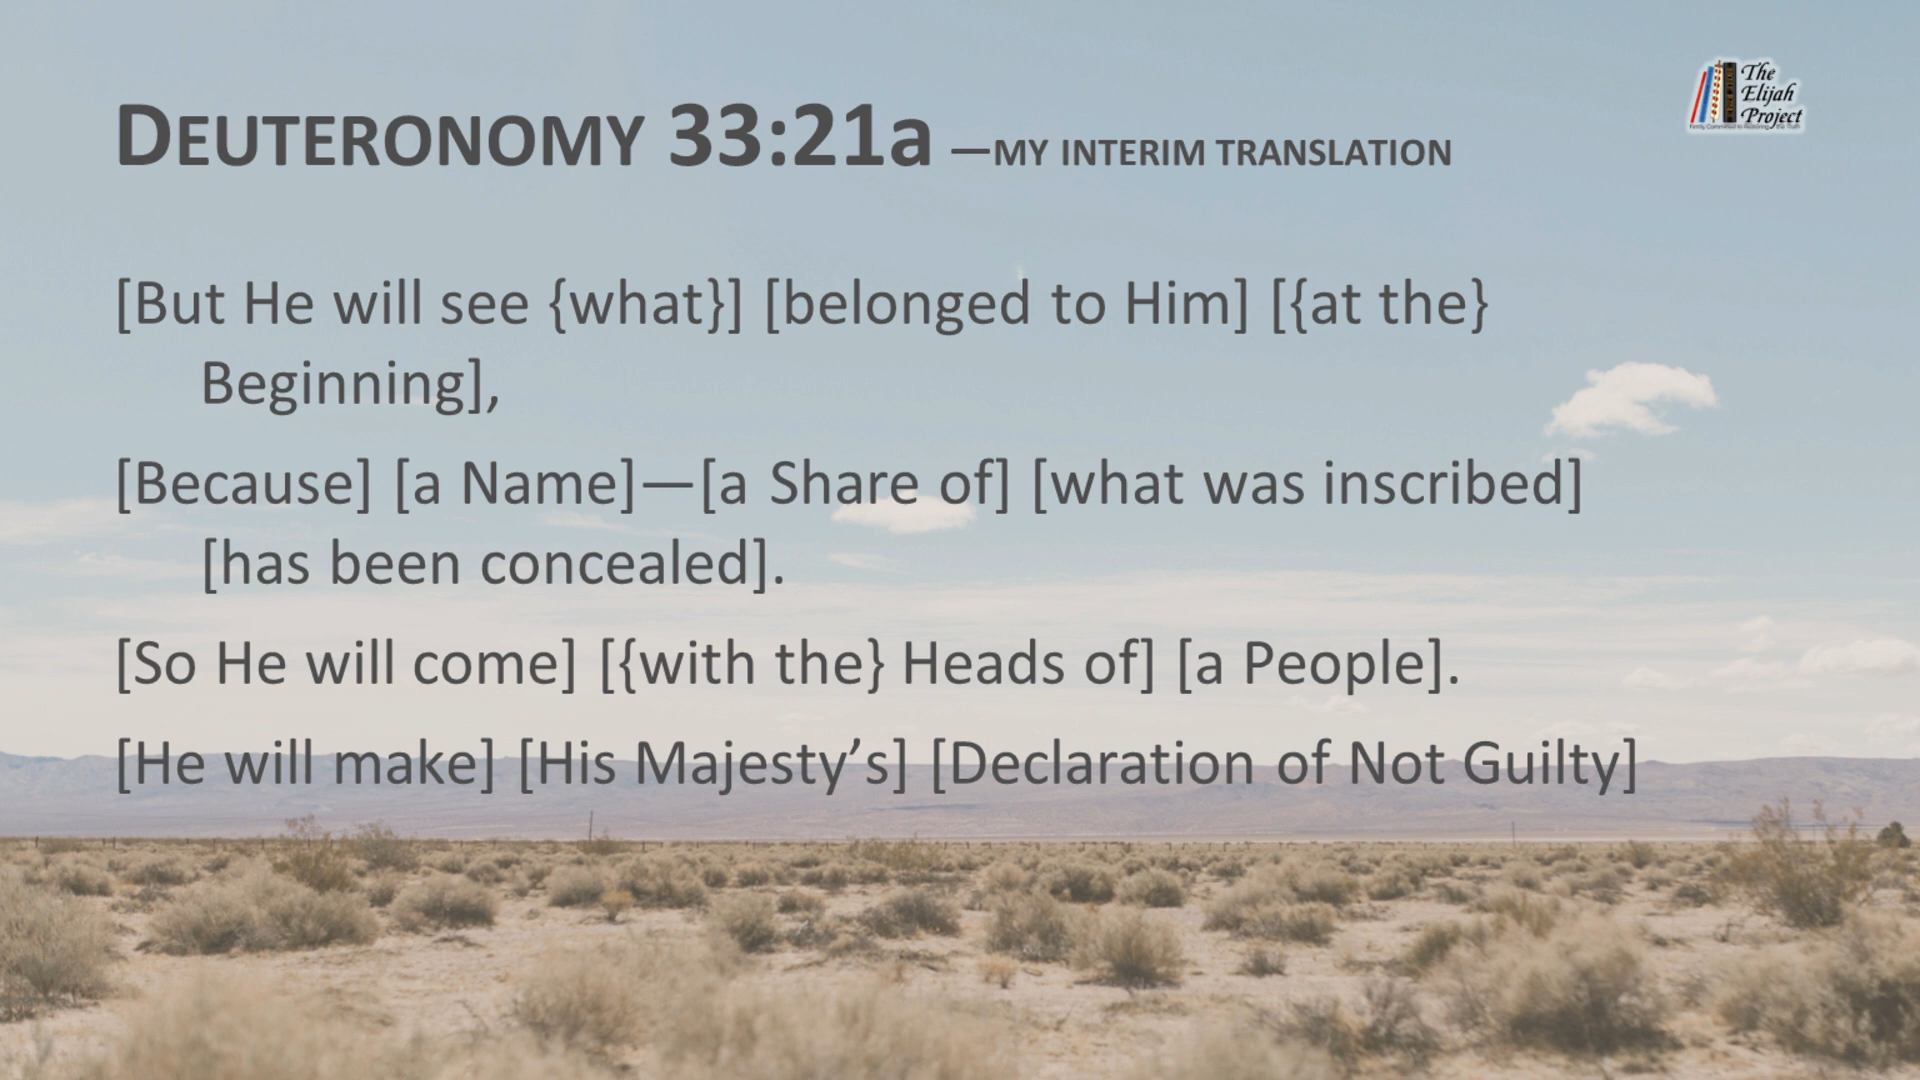 DEUTERONOMY 33:21a —MY INTERIM TRANSLATION
The
Elijah
Project
[But He will see {what}] [belonged to Him] [{at the}
Beginning],
[Because] [a Name]—[a Share of] [what was inscribed]
[has been concealed].
[So He will come] [{with the} Heads of] [a People].
[He will make] [His Majesty’s] [Declaration of Not Guilty]